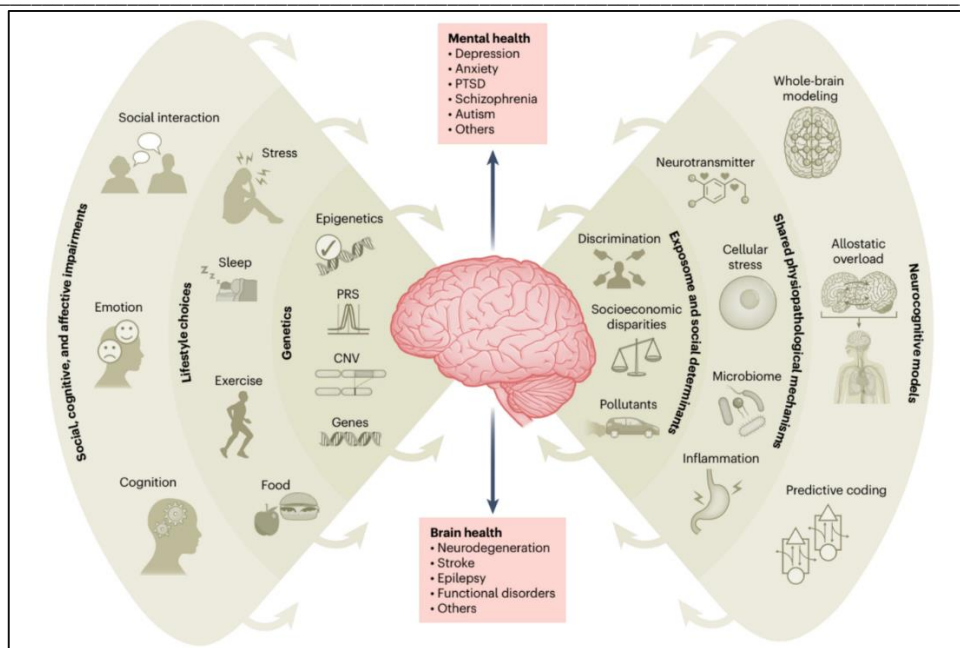 Mental health
• Depression
• Anxiety
• PTSD
• Schizophrenia
• Autism
• Others
Social, cognitive, and affective impairments
Social interaction
Emotion
Cognition
Lifestyle choices
Stress
Z Z Z
Sleep
Exercise
Food
Genetics
Epigenetics
PRS
CNV
Genes
Discrimination
Socioeconomic
disparities
Pollutants
Exposome and social determinants
Neurotransmitter
Cellular
stress
Microbiome
Inflammation
Shared physiopathological mechanisms
Whole-brain
modeling
Allostatic
overload
Predictive coding
Neurocognitive models
Brain health
• Neurodegeneration
• Stroke
• Epilepsy
• Functional disorders
• Others